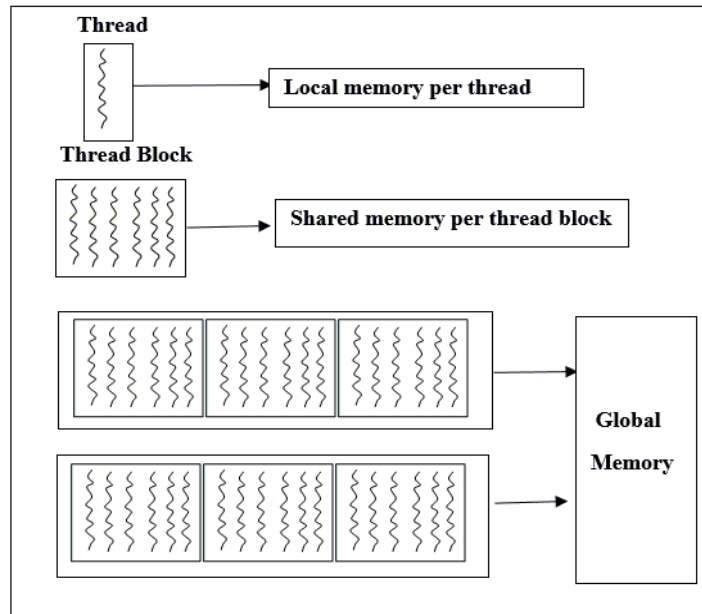 Thread
Local memory per thread
Thread Block
Shared memory per thread block
Global
Memory